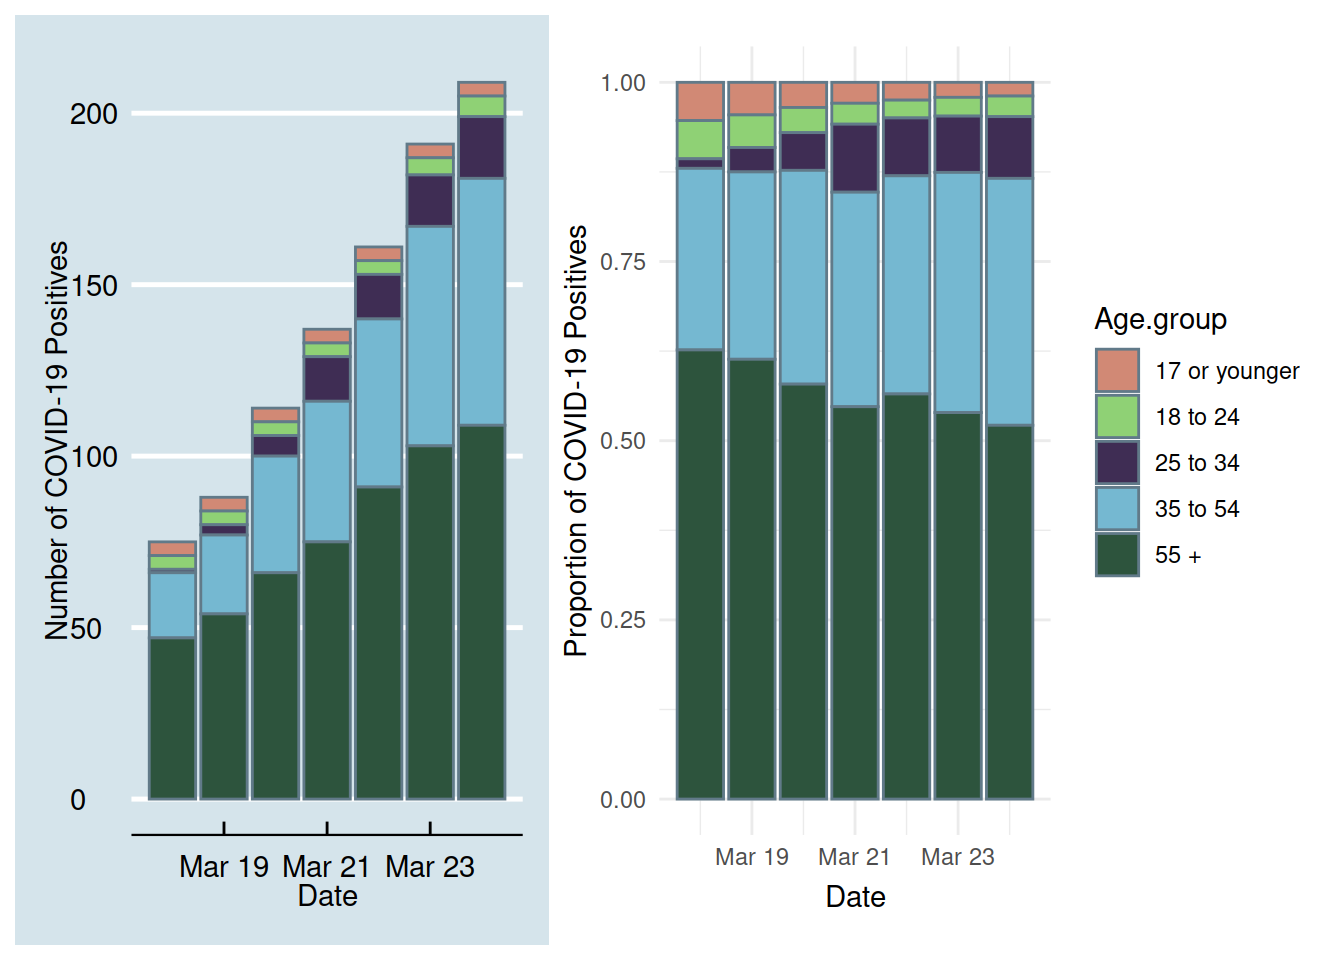 Number of COVID-19 Positives
200
150
100
50
0
Mar 19 Mar 21 Mar 23
Date
Proportion of COVID-19 Positives
1.00
0.75
0.50
0.25
0.00
Mar 19 Mar 21 Mar 23
Date
Age.group
17 or younger
18 to 24
25 to 34
35 to 54
55 +